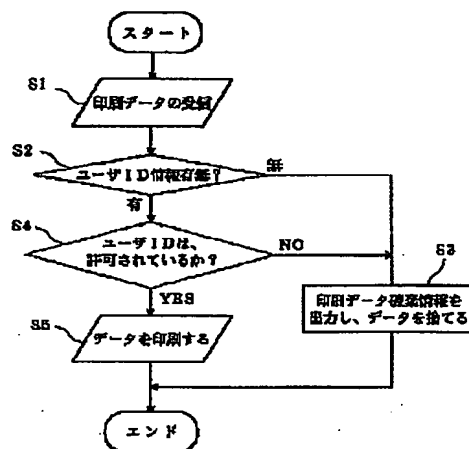 スタート
S1
印刷データの受信
S2
ユーザID情報有無?
無
有
S4
ユーザIDは、
許可されているか?
NO
YES
S3
印刷データ破棄情報を
出力し、データを捨てる
S5
データを印刷する
エンド